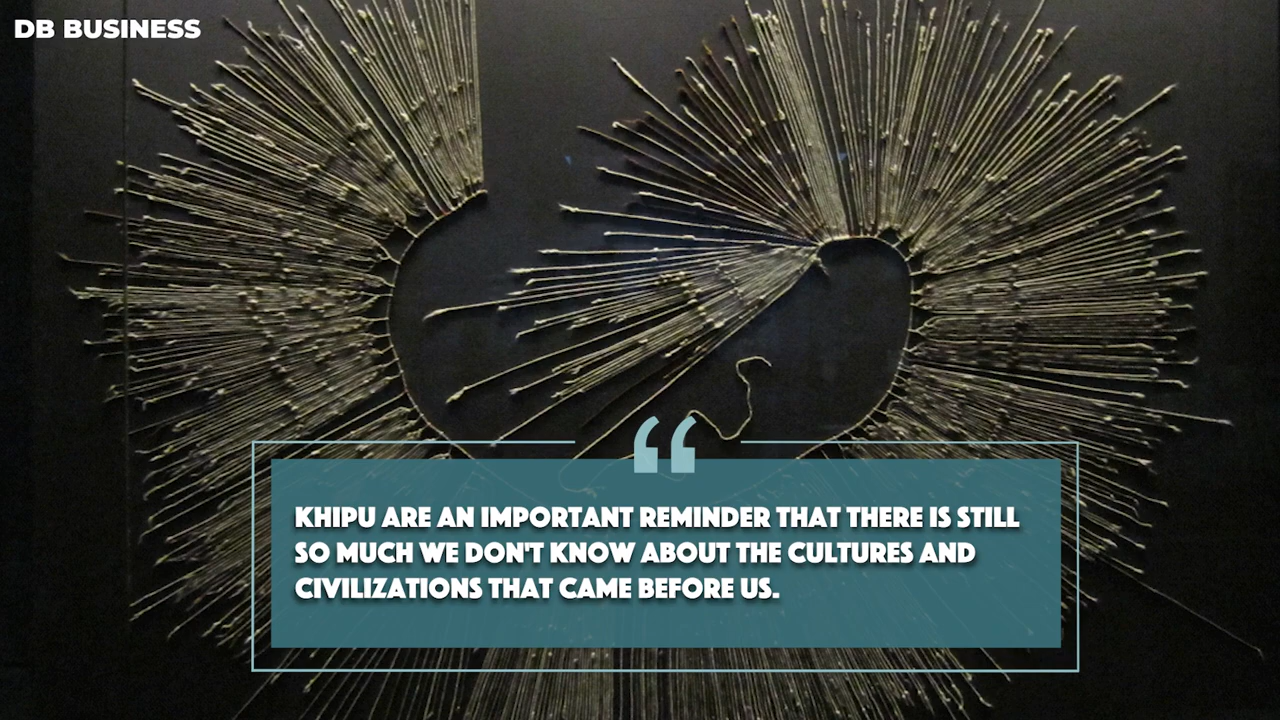 DB BUSINESS
“
KHIPU ARE AN IMPORTANT REMINDER THAT THERE IS STILL
SO MUCH WE DON'T KNOW ABOUT THE CULTURES AND
CIVILIZATIONS THAT CAME BEFORE US.